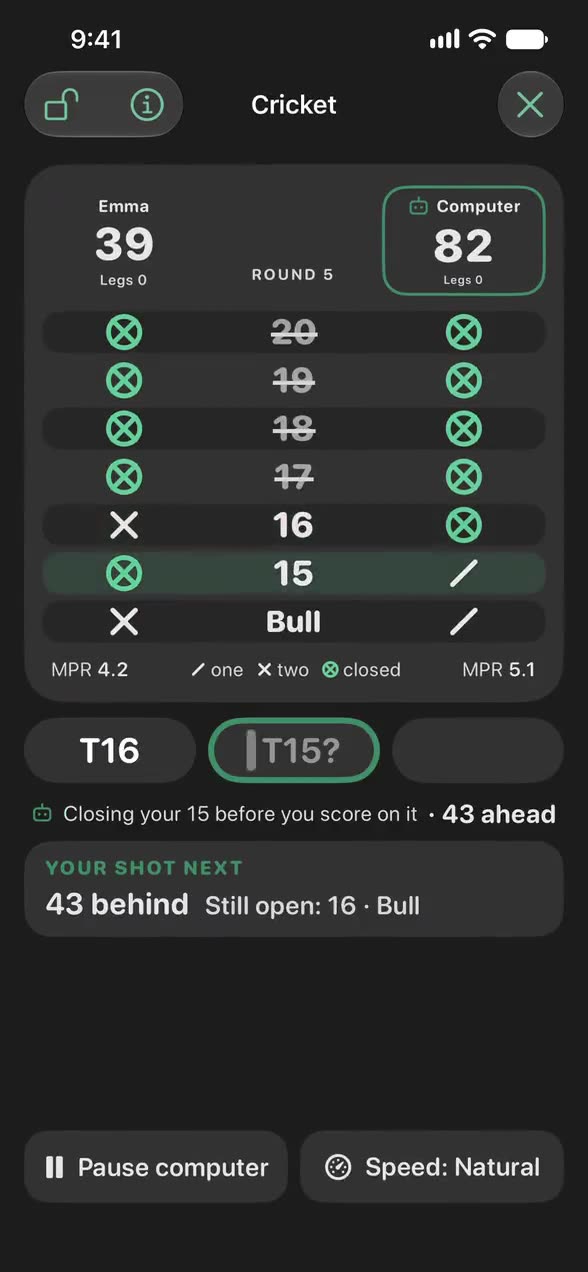 9:41
Cricket
Emma
39
Legs 0
ROUND 5
Computer
82
Legs 0
20
19
18
17
16
15
Bull
MPR 4.2
one two closed
MPR 5.1
T16
T15?
Closing your 15 before you score on it · 43 ahead
YOUR SHOT NEXT
43 behind Still open: 16 · Bull
Pause computer
Speed: Natural